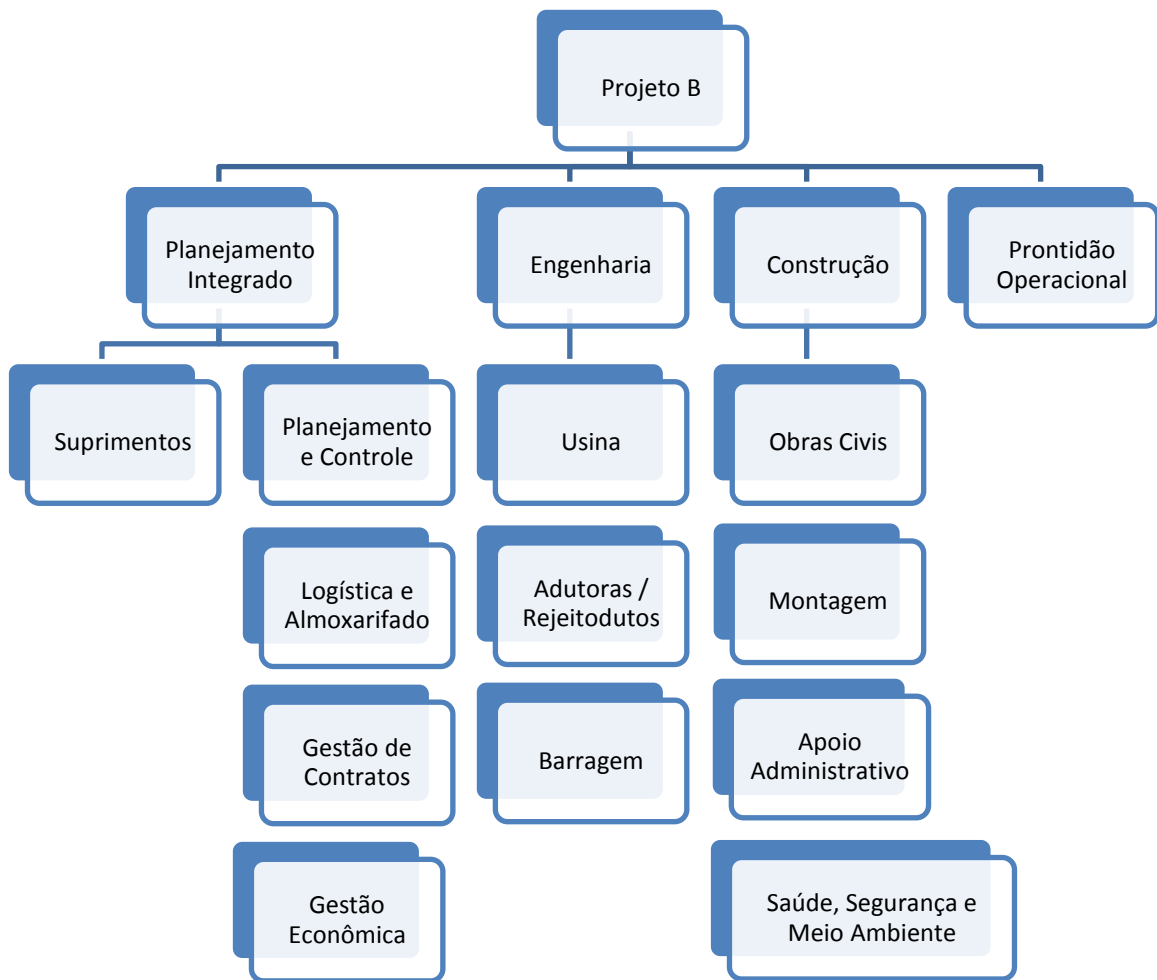 Projeto B
Planejamento
Integrado
Engenharia
Construção
Prontidão
Operacional
Suprimentos
Planejamento
e Controle
Usina
Obras Civis
Logística e
Almoxarifado
Adutoras /
Rejeitodutos
Montagem
Gestão de
Contratos
Barragem
Apoio
Administrativo
Gestão
Econômica
Saúde, Segurança e
Meio Ambiente